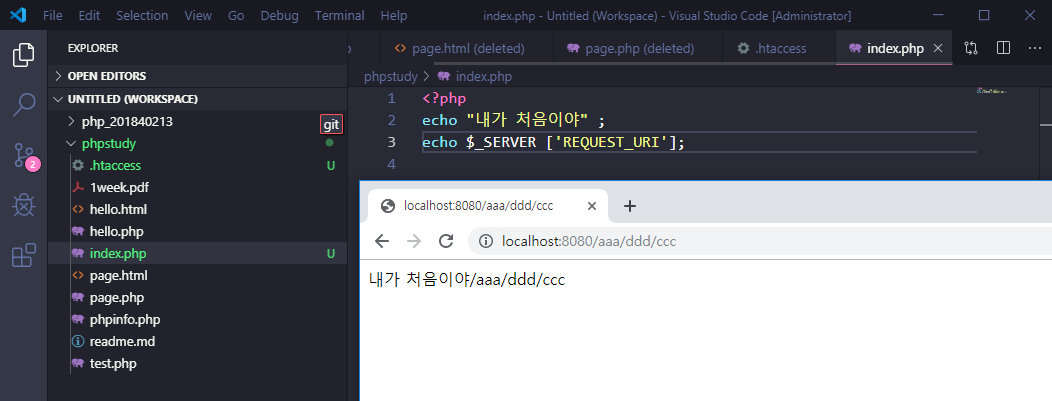 File Edit Selection View Go Debug Terminal Help index.php - Untitled (Workspace) - Visual Studio Code [Administrator]
EXPLORER
page.html (deleted) page.php (deleted) .htaccess index.php
OPEN EDITORS
phpstudy > index.php
UNTITLED (WORKSPACE)
1 <?php
php_201840213
git
2 echo "내가 처음이야" ;
phpstudy
3 echo $_SERVER ['REQUEST_URI'];
.htaccess U
4
2
1week.pdf
hello.html
localhost:8080/aaa/ddd/ccc
hello.php
index.php U
localhost:8080/aaa/ddd/ccc
page.html
내가 처음이야/aaa/ddd/ccc
page.php
phpinfo.php
readme.md
test.php